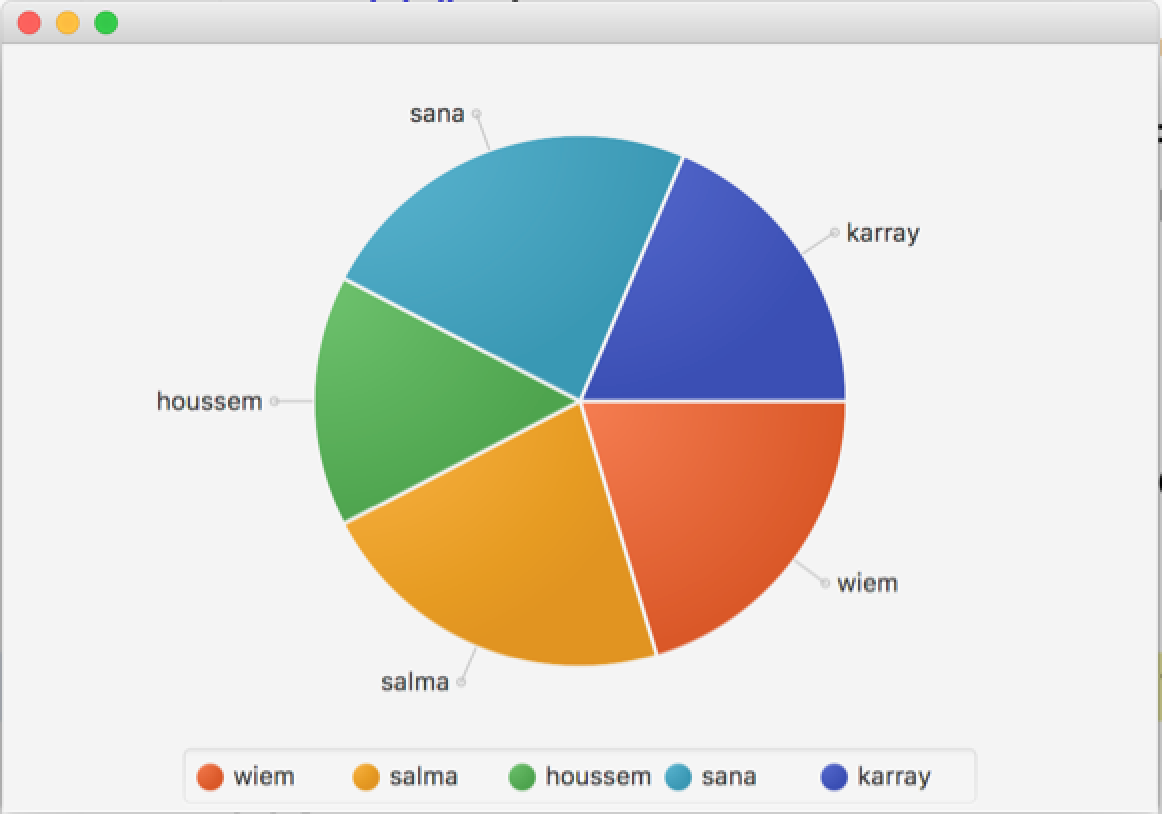 sana
karray
houssem
wiem
salma
wiem salma houssem sana karray